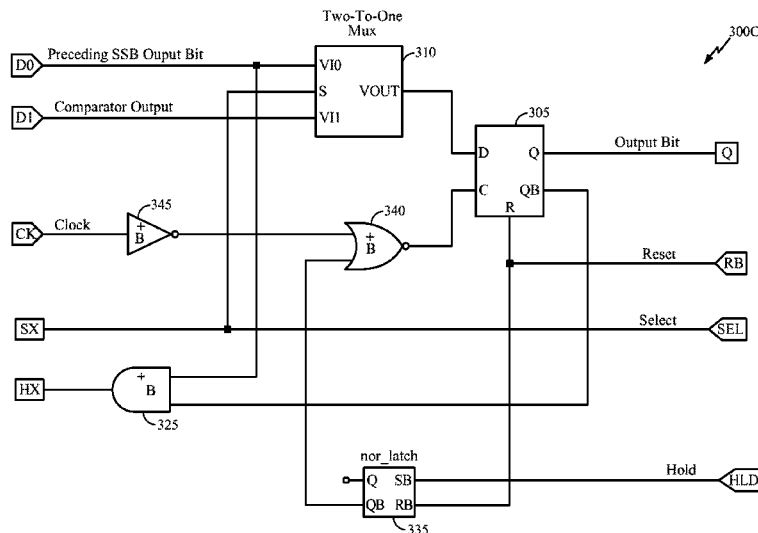 Two-To-One
Mux
310
300C
D0
Preceding SSB Ouput Bit
VI0
S
VOUT
VI1
D1
Comparator Output
305
D
Q
C
QB
R
Output Bit
Q
345
+
B
CK
Clock
340
+
B
Reset
RB
SX
Select
SEL
HX
+
B
325
nor_latch
Q
SB
QB
RB
335
Hold
HLD